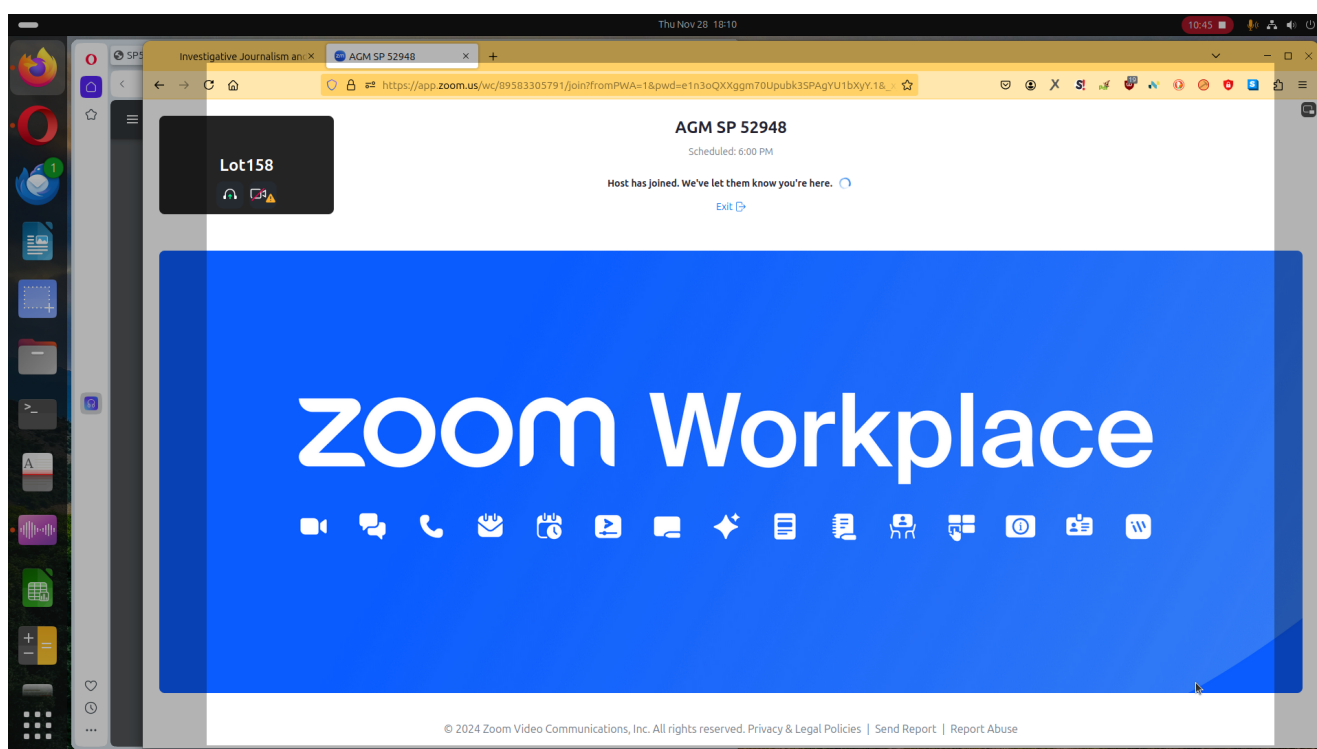 Thu Nov 28 18:10
10:45
SP5
Investigative Journalism an
AGM SP 52948
https://app.zoom.us/wc/89583305791/join?fromPWA=1&pwd=e1n3oQXXggm70Upubk3SPAgYU1bXyY.1&_
AGM SP 52948
Scheduled: 6:00 PM
Lot158
Host has joined. We've let them know you're here.
Exit
zoom Workplace
© 2024 Zoom Video Communications, Inc. All rights reserved. Privacy & Legal Policies | Send Report | Report Abuse